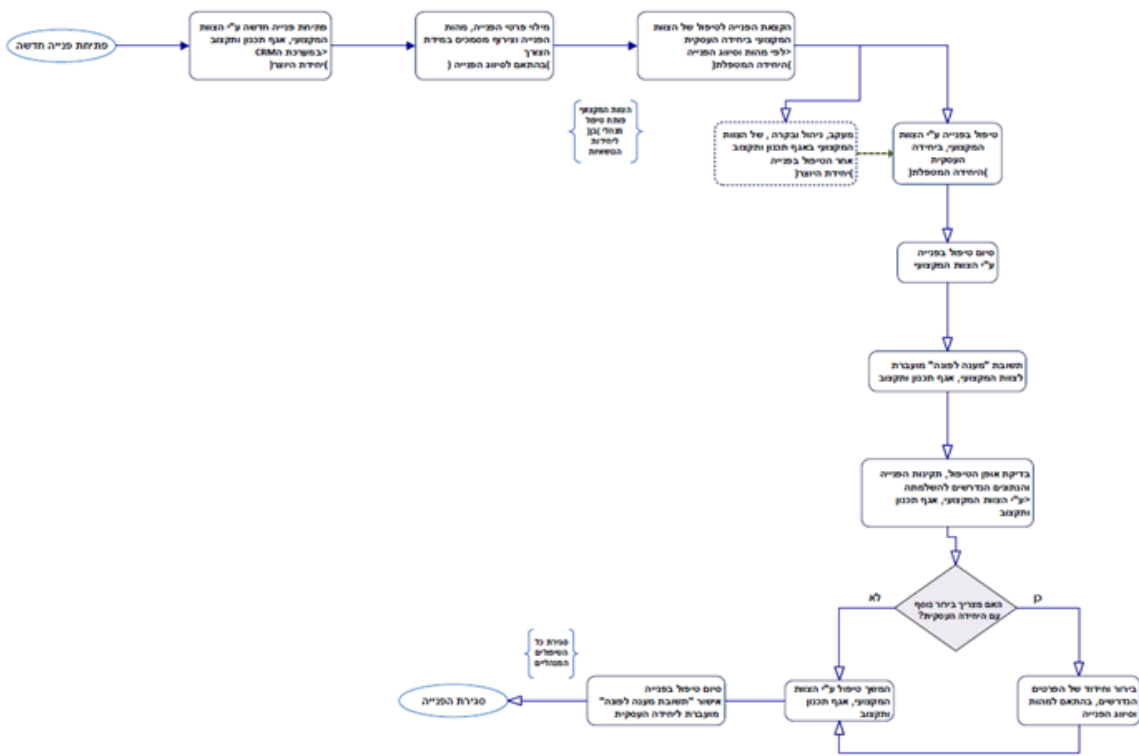 פתיחת פנייה חדשה
פתיחת פנייה חדשה ע"י הצוות
המקצועי, אגף תכנון ותקצוב
<במערכת הCRM
)יחידת היוצר(
מילוי פרטי הפנייה, מהות
הפנייה וצירוף מסמכים במידת
הצורך
)בהתאם לסיווג הפנייה (
הקצאת הפנייה לטיפול של הצוות
המקצועי ביחידה העסקית
<לפי מהות וסיווג הפנייה
)היחידה המטפלת(
הצוות המקצועי
פותח טיפול
מנהלי )בן(
ליחידות
הנושאיות
מעקב, ניהול ובקרה , של הצוות
המקצועי באגף תכנון ותקצוב
אחר הטיפול בפנייה
)יחידת היוצר(
טיפול בפנייה ע"י הצוות
המקצועי, ביחידה
העסקית
)היחידה המטפלת(
סיום טיפול בפנייה
ע"י הצוות המקצועי
תשובת "מענה לפונה" מועברת
לצוות המקצועי, אגף תכנון ותקצוב
בדיקת אופן הטיפול, תקינות הפנייה
והנתונים הנדרשים להשלמתה
<ע"י הצוות המקצועי, אגף תכנון
ותקצוב
האם מצריך בירור נוסף
עם היחידה העסקית?
כן
לא
בירור וחידוד של הפרטים
הנדרשים, בהתאם למהות
וסיווג הפנייה
המשך טיפול ע"י הצוות
המקצועי, אגף תכנון
ותקצוב
סיום טיפול בפנייה
אישור "תשובת מענה לפונה"
מועברת ליחידה העסקית
סגירת כל
הטיפולים
המנהליים
סגירת הפנייה